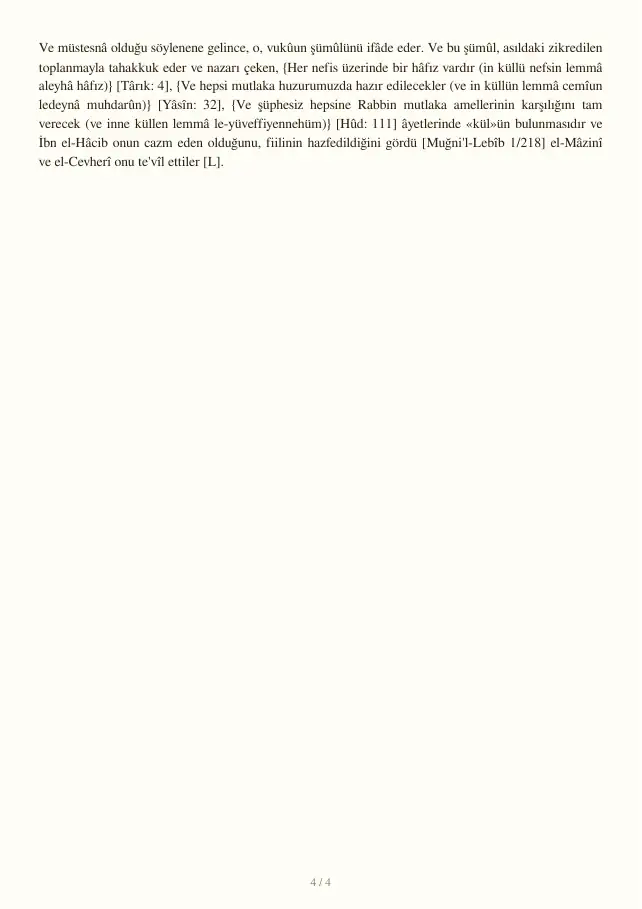 Ve müstesnâ olduğu söylenene gelince, o, vukûun şümûlünü ifâde eder. Ve bu şümûl, asıldaki zikredilen
toplanmayla tahakkuk eder ve nazarı çeken, {Her nefis üzerinde bir hâfız vardır (in küllü nefsin lemmâ
aleyhâ hâfız)} [Târık: 4], {Ve hepsi mutlaka huzurumuzda hazır edilecekler (ve in küllün lemmâ cemîun
ledeynâ muhdarûn)} [Yâsîn: 32], {Ve şüphesiz hepsine Rabbin mutlaka amellerinin karşılığını tam
verecek (ve inne küllen lemmâ le-yüveffiyennehüm)} [Hûd: 111] âyetlerinde «kül»ün bulunmasıdır ve
İbn el-Hâcib onun cazm eden olduğunu, fiilinin hazfedildiğini gördü [Muğni'l-Lebîb 1/218] el-Mâzinî
ve el-Cevherî onu te'vîl ettiler [L].
4 / 4